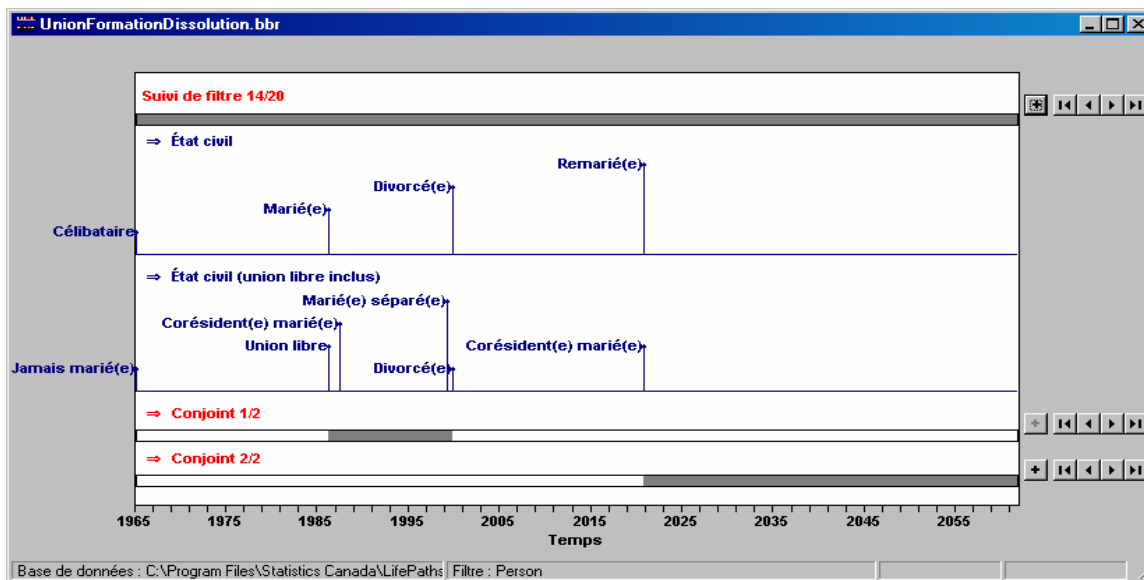 UnionFormationDissolution.bbr
Suivi de filtre 14/20
⇒ État civil
Remarié(e)
Divorcé(e)
Marié(e)
Célibataire
⇒ État civil (union libre inclus)
Marié(e) séparé(e)
Corésident(e) marié(e)
Union libre
Corésident(e) marié(e)
Jamais marié(e)
Divorcé(e)
⇒ Conjoint 1/2
⇒ Conjoint 2/2
1965 1975 1985 1995 2005 2015 2025 2035 2045 2055
Temps
Base de données : C:\Program Files\Statistics Canada\LifePaths Filtre : Person